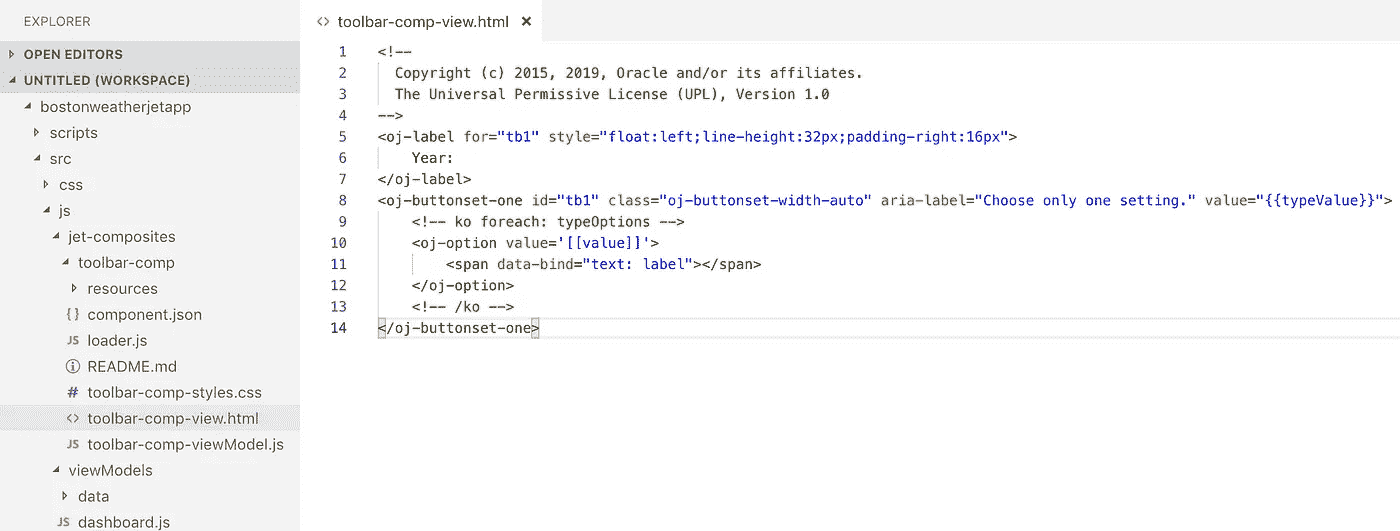 EXPLORER
OPEN EDITORS
UNTITLED (WORKSPACE)
bostonweatherjetapp
scripts
src
css
js
jet-composites
toolbar-comp
resources
{} component.json
JS loader.js
README.md
# toolbar-comp-styles.css
<> toolbar-comp-view.html
JS toolbar-comp-viewModel.js
viewModels
data
JS dashboard.js
<> toolbar-comp-view.html ×
1 <!--
2 Copyright (c) 2015, 2019, Oracle and/or its affiliates.
3 The Universal Permissive License (UPL), Version 1.0
4 -->
5 <oj-label for="tb1" style="float:left;line-height:32px;padding-right:16px">
6 Year:
7 </oj-label>
8 <oj-buttonset-one id="tb1" class="oj-buttonset-width-auto" aria-label="Choose only one setting." value="{{typeValue}}">
9 <!-- ko foreach: typeOptions -->
10 <oj-option value='[[value]]'>
11 <span data-bind="text: label"></span>
12 </oj-option>
13 <!-- /ko -->
14 </oj-buttonset-one>